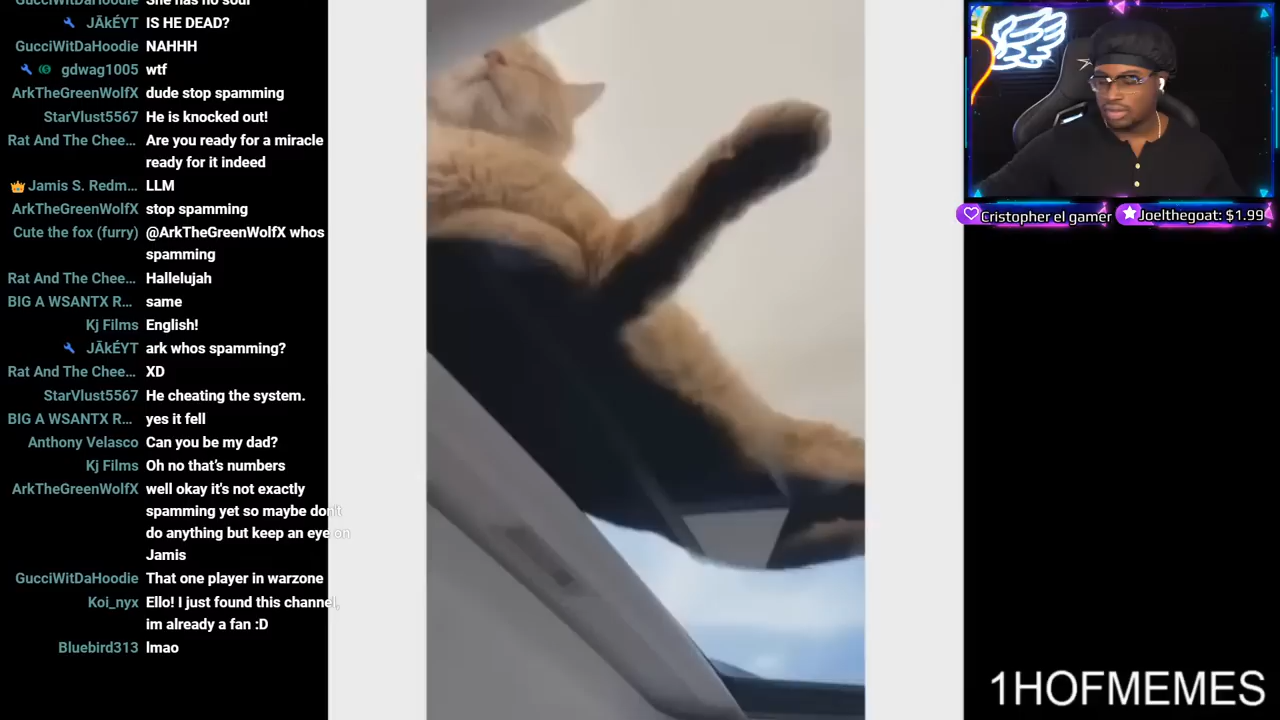 GucciWitDaHoodie She has no soul
JÃkÉYT IS HE DEAD?
GucciWitDaHoodie NAHHH
gdwag1005 wtf
ArkTheGreenWolfX dude stop spamming
StarVlust5567 He is knocked out!
Rat And The Chee... Are you ready for a miracle
ready for it indeed
Jamis S. Redm... LLM
ArkTheGreenWolfX stop spamming
Cute the fox (furry) @ArkTheGreenWolfX whos
spamming
Rat And The Chee... Hallelujah
BIG A WSANTX R... same
Kj Films English!
JÃkÉYT ark whos spamming?
Rat And The Chee... XD
StarVlust5567 He cheating the system.
BIG A WSANTX R... yes it fell
Anthony Velasco Can you be my dad?
Kj Films Oh no that's numbers
ArkTheGreenWolfX well okay it's not exactly
spamming yet so maybe don't
do anything but keep an eye on
Jamis
GucciWitDaHoodie That one player in warzone
Koi_nyx Ello! I just found this channel,
im already a fan :D
Bluebird313 lmao
Cristopher el gamer Joelthegoat: $1.99
1HOFMEMES